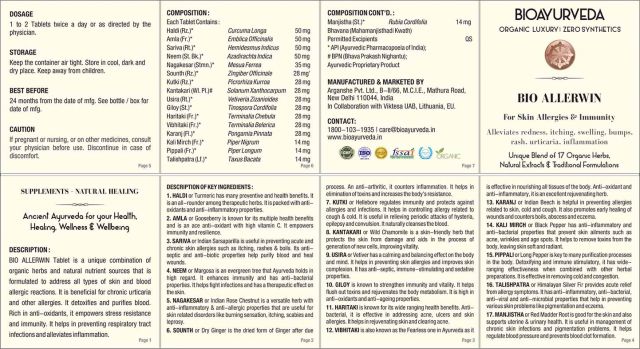 DOSAGE
1 to 2 Tablets twice a day or as directed by the
physician.
STORAGE
Keep the container air tight. Store in cool, dark and
dry place. Keep away from children.
BEST BEFORE
24 months from the date of mfg. See bottle / box for
date of mfg.
CAUTION
If pregnant or nursing, or on other medicines, consult
your physician before use. Discontinue in case of
discomfort.
Page 5
COMPOSITION:
Each Tablet Contains:
Haldi (Rz.)* Curcuma Longa 50 mg
Amla (Fr.)* Emblica Officinalis 50 mg
Sariva (Rt.)* Hemidesmus Indicus 50 mg
Neem (St. Bk.)* Azadirachta Indica 50 mg
Nagakesar (Stmn.)* Mesua Ferrea 35 mg
Sounth (Rz.)* Zingiber Officinale 28 mg
Kutki (Rz.)* Picrorhiza Kurroa 28 mg
Kantakari (Wl. Pl.)# Solanum Xanthocarpum 28 mg
Usira (Rt.)* Vetiveria Zizanioides 28 mg
Giloy (St.)* Tinospora Cordifolia 28 mg
Haritaki (Fr.)* Terminalia Chebula 28 mg
Vibhitaki (Fr.)* Terminalia Belerica 28 mg
Karanj (Fl.)* Pongamia Pinnata 28 mg
Kali Mirch (Fr.)* Piper Nigrum 14 mg
Pippali (Fr.)* Piper Longum 14 mg
Talishpatra (Lf.)* Taxus Bacata 14 mg
Page 6
COMPOSITION CONT'D. :
Manjistha (St.)* Rubia Cordifolia 14 mg
Bhavana (Mahamanjisthadi Kwath)
Permitted Excipients QS
* API (Ayurvedic Pharmacopoeia of India);
# BPN (Bhava Prakash Nighantu);
Ayurvedic Proprietary Product
MANUFACTURED & MARKETED BY
Arganshe Pvt. Ltd., B–II/66, M.C.I.E., Mathura Road,
New Delhi 110044, India
In Collaboration with Viktesa UAB, Lithuania, EU.
CONTACT:
1800–103–1935 | care@bioayurveda.in
www.bioayurveda.in
ISO
fssai
ORGANIC
Page 7
BIOAYURVEDA
ORGANIC LUXURY | ZERO SYNTHETICS
BIO ALLERWIN
For Skin Allergies & Immunity
Alleviates redness, itching, swelling, bumps,
rash, urticaria, inflammation
Unique Blend of 17 Organic Herbs,
Natural Extracts & Traditional Formulations
SUPPLEMENTS - NATURAL HEALING
Ancient Ayurveda for your Health,
Healing, Wellness & Wellbeing
DESCRIPTION:
BIO ALLERWIN Tablet is a unique combination of
organic herbs and natural nutrient sources that is
formulated to address all types of skin and blood
allergic reactions. It is beneficial for chronic urticaria
and other allergies. It detoxifies and purifies blood.
Rich in anti–oxidants, it empowers stress resistance
and immunity. It helps in preventing respiratory tract
infections and alleviates inflammation.
Page 1
DESCRIPTION OF KEY INGREDIENTS:
1. HALDI or Turmeric has many preventive and health benefits. It
is an all–rounder among therapeutic herbs. It is packed with anti–
oxidants and anti–inflammatory properties.
2. AMLA or Gooseberry is known for its multiple health benefits
and is an ace anti–oxidant with high vitamin C. It empowers
immunity and resilience.
3. SARIVA or Indian Sarsaparilla is useful in preventing acute and
chronic skin allergies such as itching, rashes & boils. Its anti–
septic and anti–biotic properties help purify blood and heal
wounds.
4. NEEM or Margosa is an evergreen tree that Ayurveda holds in
high regard. It enhances immunity and has anti–bacterial
properties. It helps fight infections and has a therapeutic effect on
the skin.
5. NAGAKESAR or Indian Rose Chestnut is a versatile herb with
anti–inflammatory & anti–allergic properties that are useful for
skin related disorders like burning sensation, itching, scabies and
leprosy.
6. SOUNTH or Dry Ginger is the dried form of Ginger after due
Page 2
process. An anti–arthritic, it counters inflammation. It helps in
elimination of toxins and increases the body's resistance.
7. KUTKI or Hellebore regulates immunity and protects against
allergies and infections. It helps in controlling allergy related to
cough & cold. It is useful in relieving periodic attacks of hysteria,
epilepsy and convulsion. It naturally cleanses the blood.
8. KANTAKARI or Wild Chamomile is a skin–friendly herb that
protects the skin from damage and aids in the process of
generation of new cells, improving vitality.
9. USIRA or Vetiver has a calming and balancing effect on the body
and mind. It helps in preventing skin allergies and improves skin
complexion. It has anti–septic, immune–stimulating and sedative
properties.
10. GILOY is known to strengthen immunity and vitality. It helps
flush out toxins and rejuvenates the body metabolism. It has rich
anti–oxidants and anti–ageing properties.
11. HARITAKI is known for its wide ranging health benefits. Anti–
bacterial, it is effective in addressing acne, ulcers and skin
allergies. It helps in rejuvenating skin and clearing acne.
12. VIBHITAKI is also known as the Fearless one in Ayurveda as it
Page 3
is effective in nourishing all tissues of the body. Anti–oxidant and
anti–inflammatory, it is an excellent rejuvenating herb.
13. KARANJ or Indian Beech is helpful in preventing allergies
related to skin, cold and cough. It also promotes early healing of
wounds and counters boils, abscess and eczema.
14. KALI MIRCH or Black Pepper has anti–inflammatory and
anti–bacterial properties that prevent skin ailments such as
acne, wrinkles and age spots. It helps to remove toxins from the
body, leaving skin soft and radiant.
15. PIPPALI or Long Pepper is key to many purification processes
in the body. Detoxifying and immune stimulatory, it has wide–
ranging effectiveness when combined with other herbal
preparations. It is effective in removing cold and congestion.
16. TALISHPATRA or Himalayan Silver Fir provides acute relief
from allergy symptoms. It has anti–inflammatory, anti–bacterial,
anti–viral and anti–microbial properties that help in preventing
various skin problems like pigmentation and eczema.
17. MANJISTHA or Red Madder Root is good for the skin and also
supports otnine & urinary health. It is useful in management of
chronic skin infections and pigmentation problems. It helps
regulate blood pressure and prevents blood clot formation.
Page 4